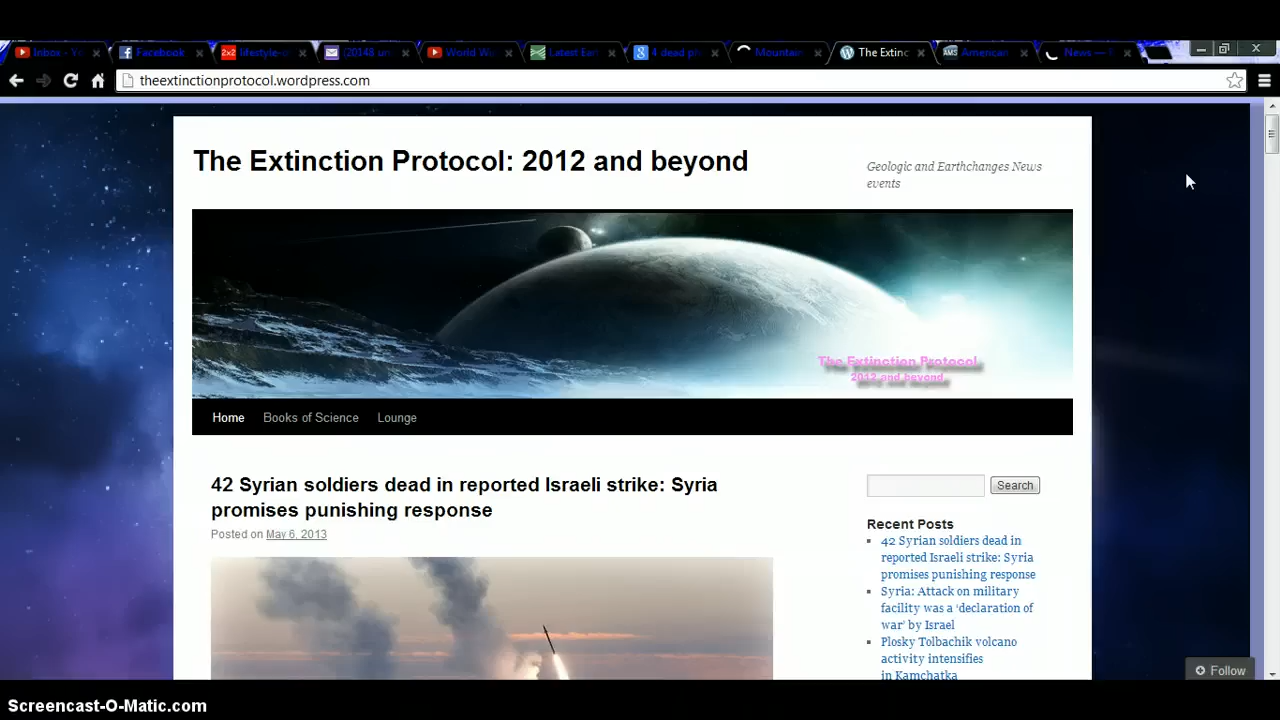 Inbox - Yo
Facebook
lifestyle-
(20148 un
World Wi
Latest Ear
4 dead pi
Mountain
The Extinc
American
News —
theextinctionprotocol.wordpress.com
The Extinction Protocol: 2012 and beyond
Geologic and Earthchanges News
events
The Extinction Protocol
2012 and beyond
Home Books of Science Lounge
42 Syrian soldiers dead in reported Israeli strike: Syria
promises punishing response
Posted on May 6, 2013
Search
Recent Posts
42 Syrian soldiers dead in
reported Israeli strike: Syria
promises punishing response
Syria: Attack on military
facility was a ‘declaration of
war’ by Israel
Plosky Tolbachik volcano
activity intensifies
in Kamchatka
Follow
Screencast-O-Matic.com